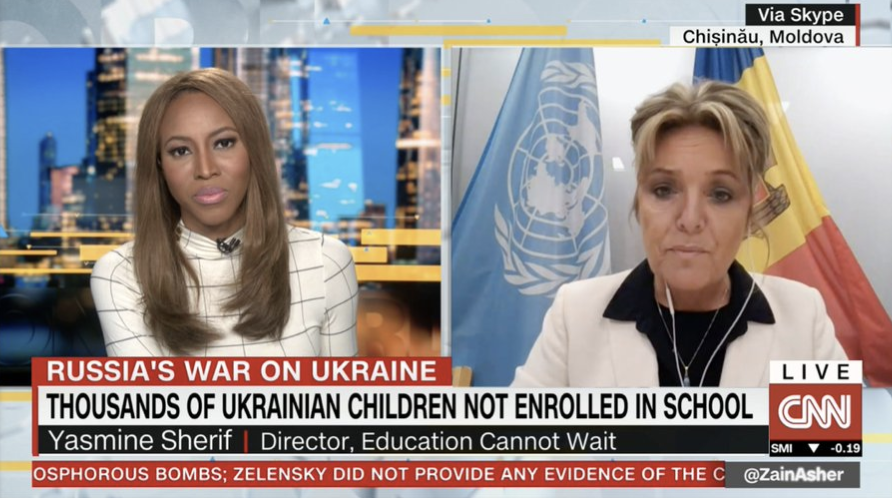 Via Skype
Chișinău, Moldova
RUSSIA'S WAR ON UKRAINE
THOUSANDS OF UKRAINIAN CHILDREN NOT ENROLLED IN SCHOOL
Yasmine Sherif | Director, Education Cannot Wait
LIVE
CNN
SMI ▼ -0.19
OSPHOROUS BOMBS; ZELENSKY DID NOT PROVIDE ANY EVIDENCE OF THE C
@ZainAsher